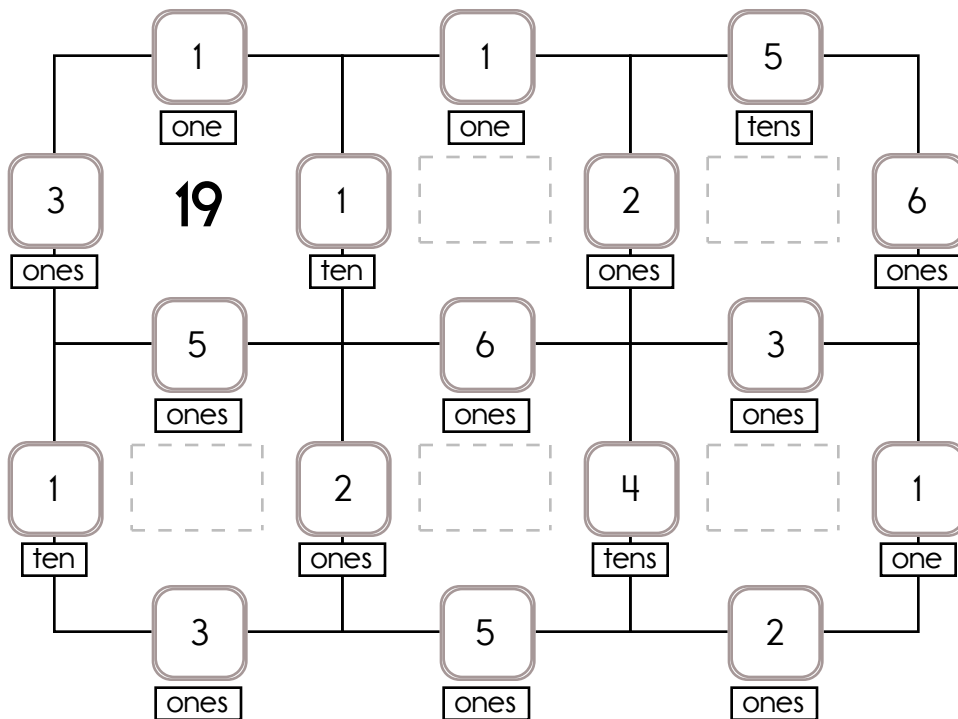 1 1 5
one one tens
3 19 1 2 6
ones ten ones ones
5 6 3
ones ones ones
1 2 4 1
ten ones tens one
3 5 2
ones ones ones